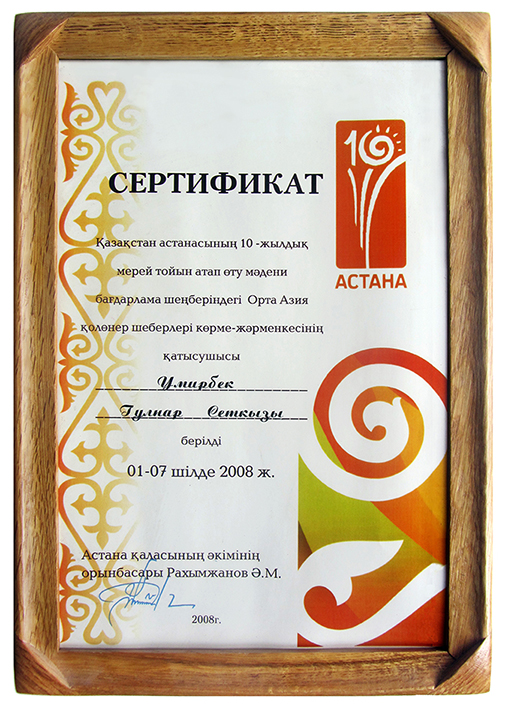 10
АСТАНА
СЕРТИФИКАТ
Қазақстан астанасының 10 -жылдық
мерей тойын атап өту мәдени
бағдарлама шеңберіндегі Орта Азия
қолөнер шеберлері көрме-жәрменкесінің
қатысушысы
Умирбек
Гулнар Сеткызы
берілді
01-07 шілде 2008 ж.
Астана қаласының әкімінің
орынбасары Рахымжанов Ә.М.
2008г.